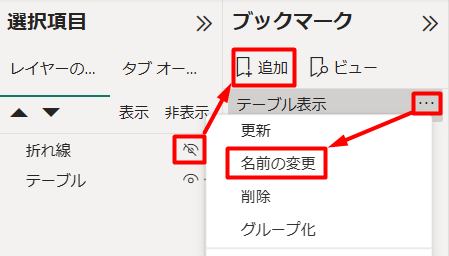 選択項目
レイヤーの...
タブ オー...
表示 非表示
折れ線
テーブル
ブックマーク
追加
ビュー
テーブル表示
更新
名前の変更
削除
グループ化